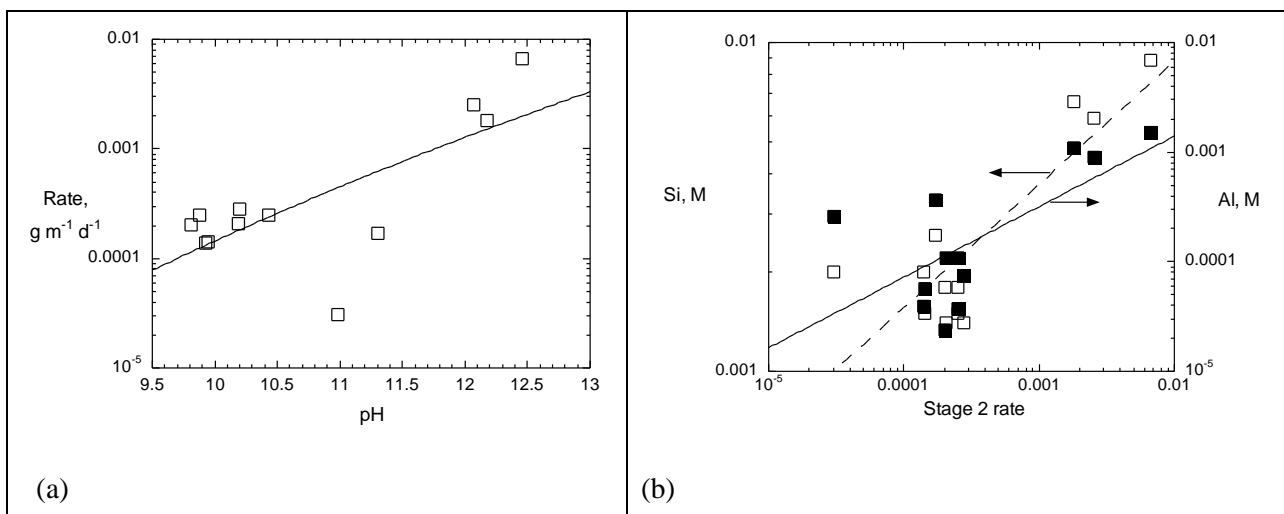 0.01
0.001
Rate,
g m⁻¹ d⁻¹
0.0001
10⁻⁵
9.5 10 10.5 11 11.5 12 12.5 13
pH
(a)
0.01 0.01
Si, M
0.001
Al, M
0.0001
0.001 10⁻⁵
10⁻⁵ 0.0001 0.001 0.01
Stage 2 rate
(b)